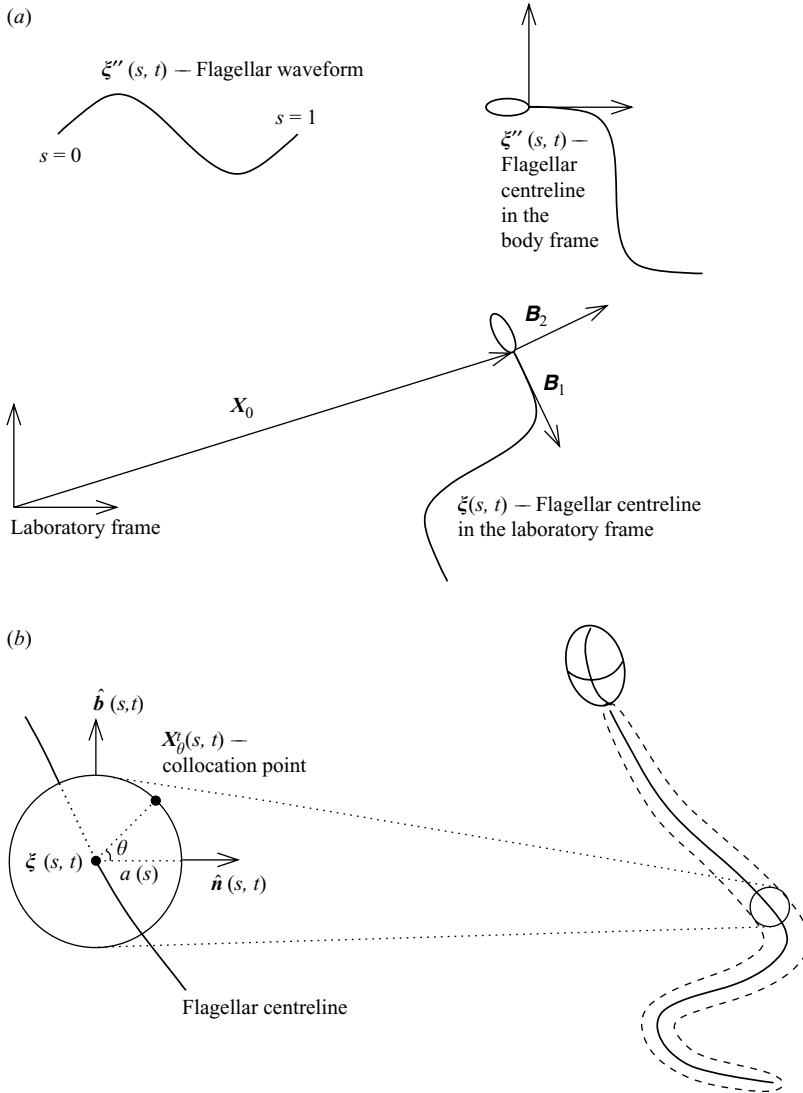 (a)
ξ″ (s, t) — Flagellar waveform
s = 1
s = 0
ξ″ (s, t) —
Flagellar
centreline
in the
body frame
B₂
B₁
X₀
Laboratory frame
ξ(s, t) — Flagellar centreline
in the laboratory frame
(b)
b̂ (s,t)
Xᵗ_θ(s, t) —
collocation point
ξ (s, t)
θ
a (s)
n̂ (s, t)
Flagellar centreline